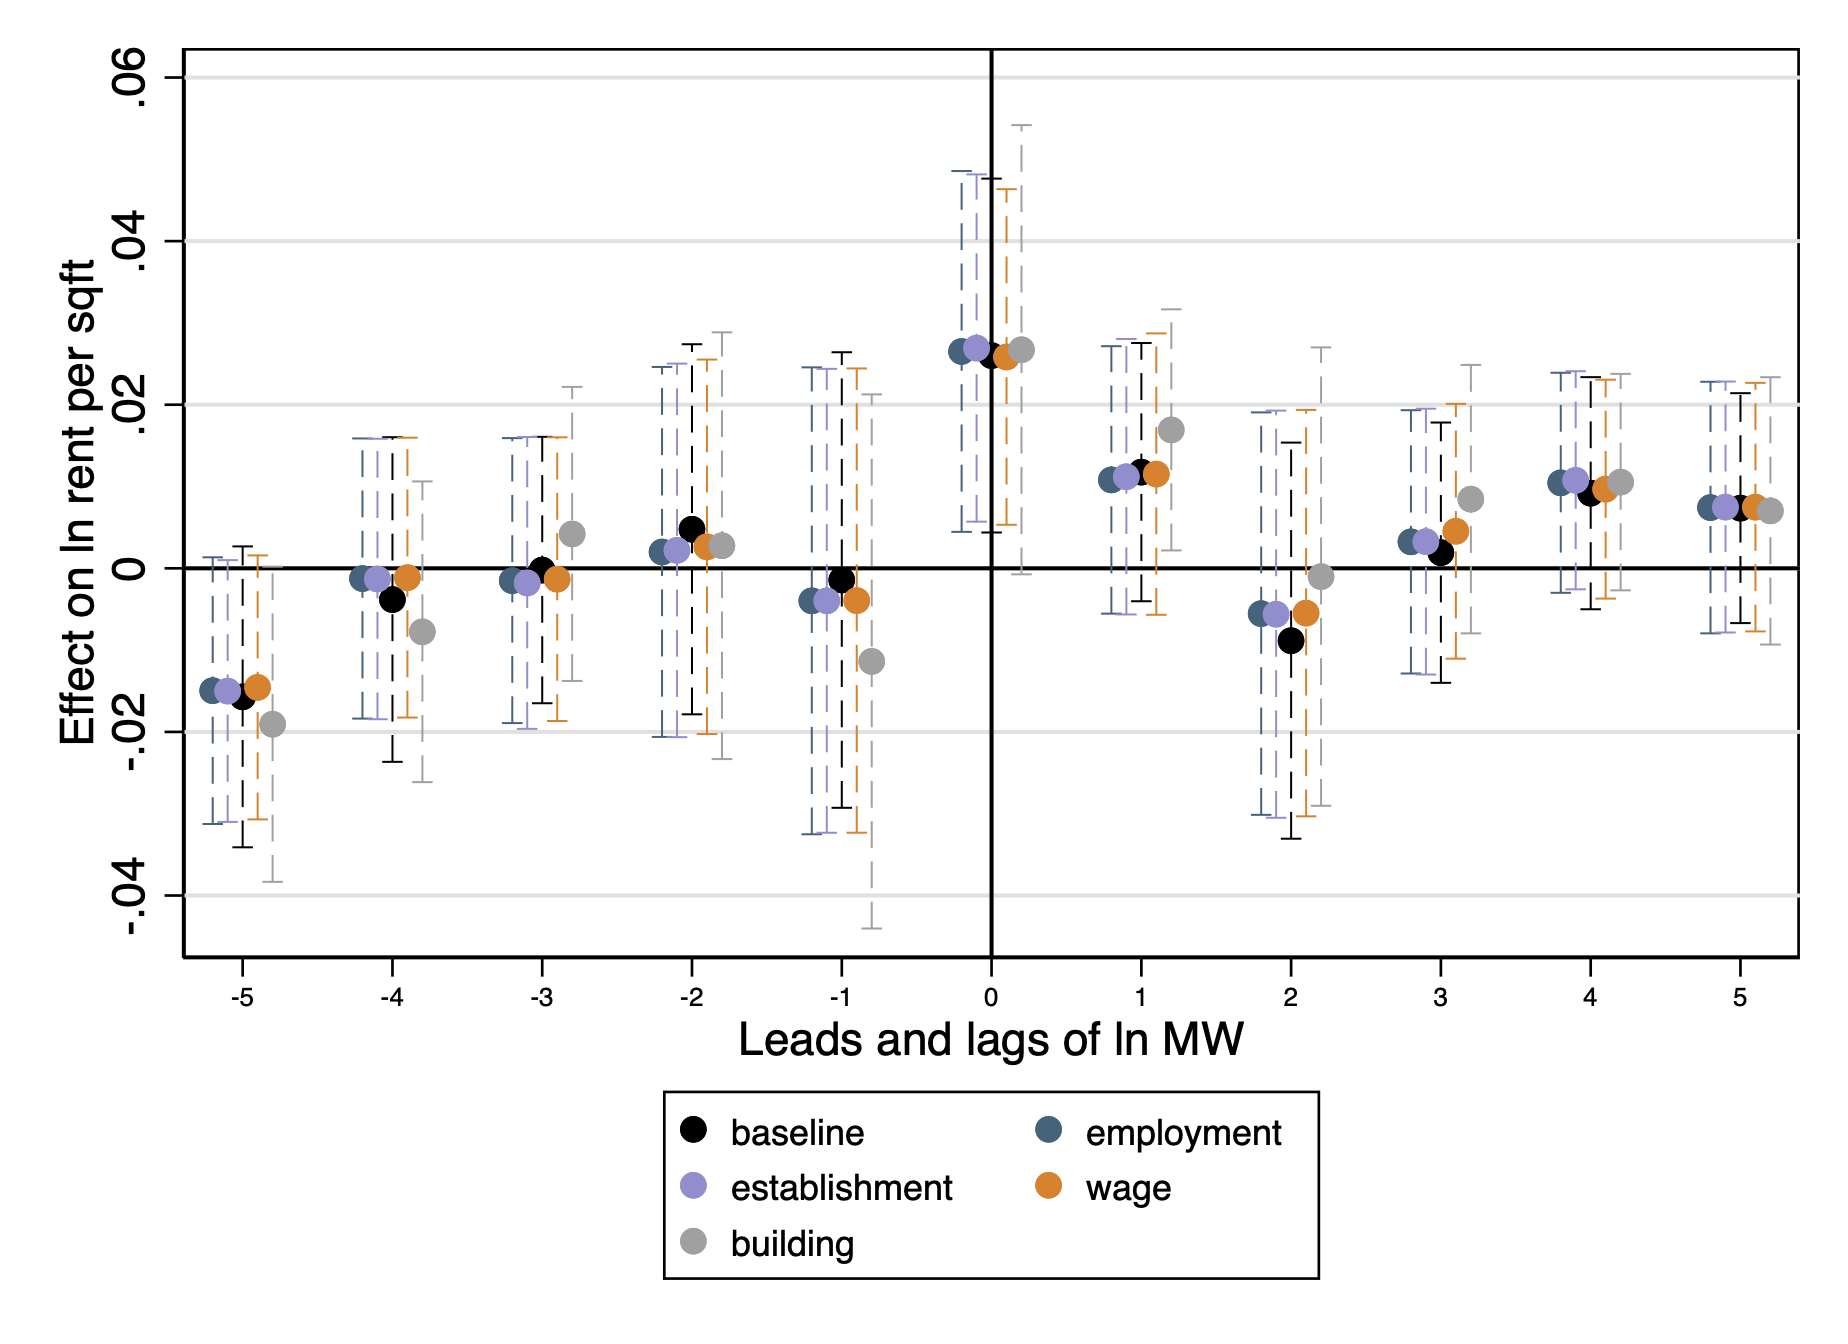 Effect on ln rent per sqft
.06
.04
.02
0
-.02
-.04
-5 -4 -3 -2 -1 0 1 2 3 4 5
Leads and lags of ln MW
baseline employment
establishment wage
building